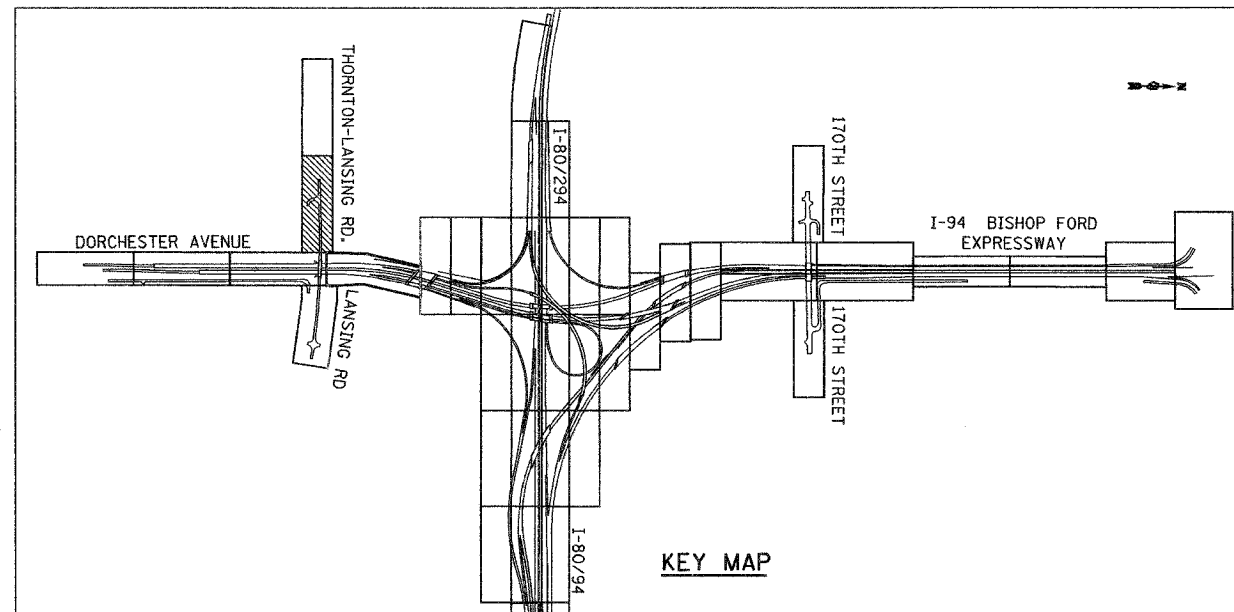 THORNTON-LANSING RD.
I-80/294
170TH STREET
N
I-94 BISHOP FORD
EXPRESSWAY
DORCHESTER AVENUE
LANSING RD
170TH STREET
I-80/94
KEY MAP